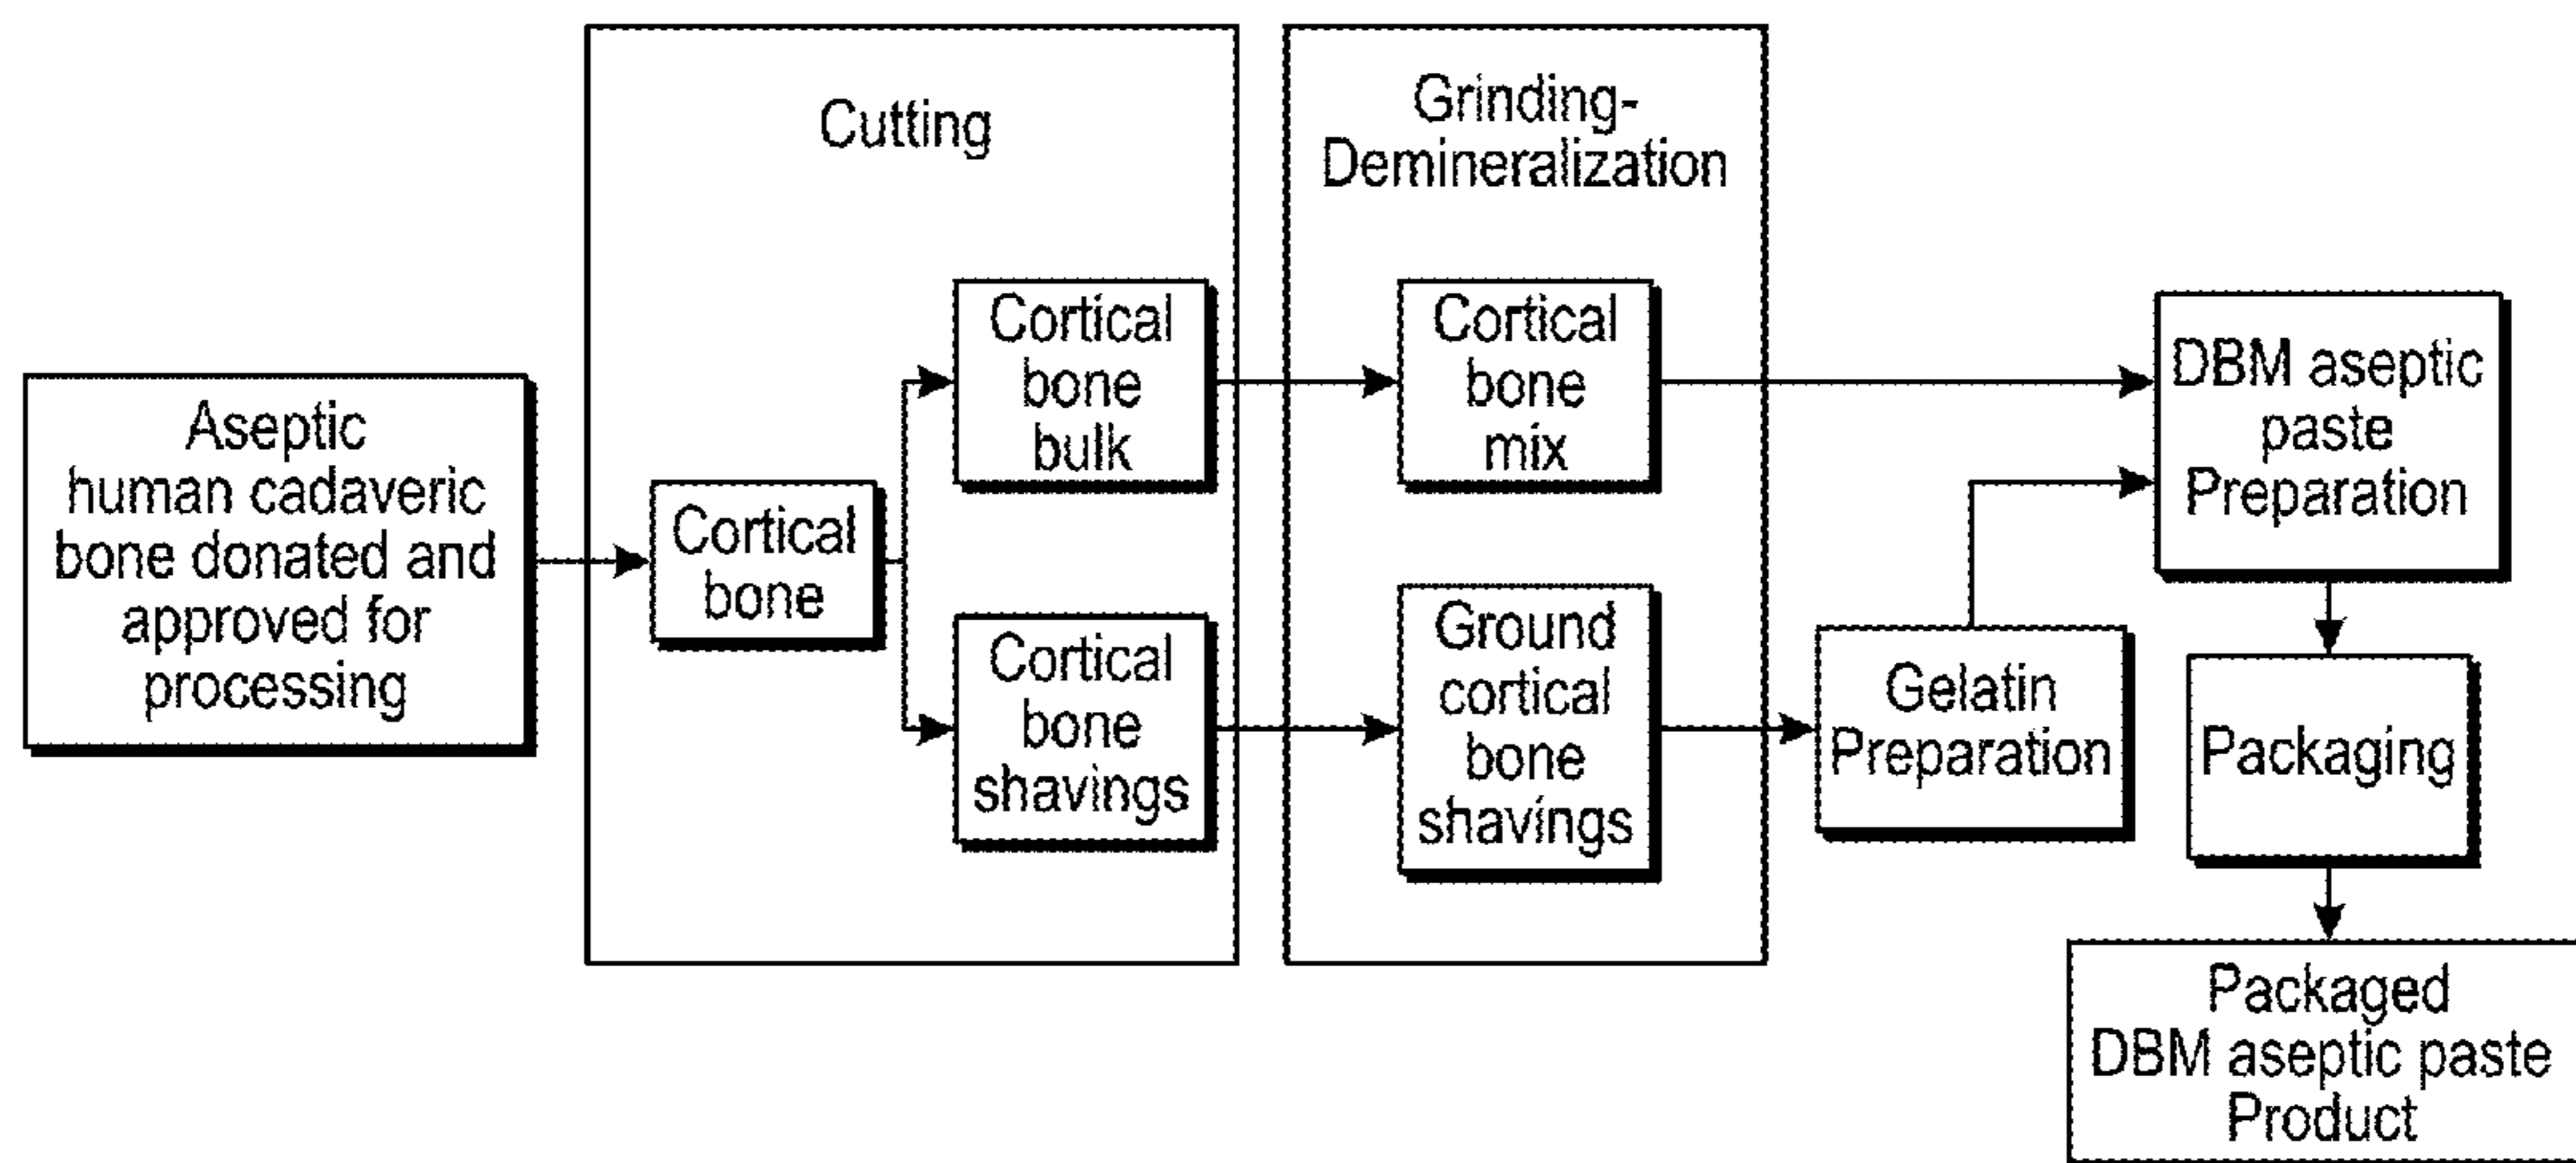 Aseptic
human cadaveric
bone donated and
approved for
processing
Cutting
Cortical
bone
Cortical
bone
bulk
Cortical
bone
shavings
Grinding-
Demineralization
Cortical
bone
mix
Ground
cortical
bone
shavings
Gelatin
Preparation
DBM aseptic
paste
Preparation
Packaging
Packaged
DBM aseptic paste
Product